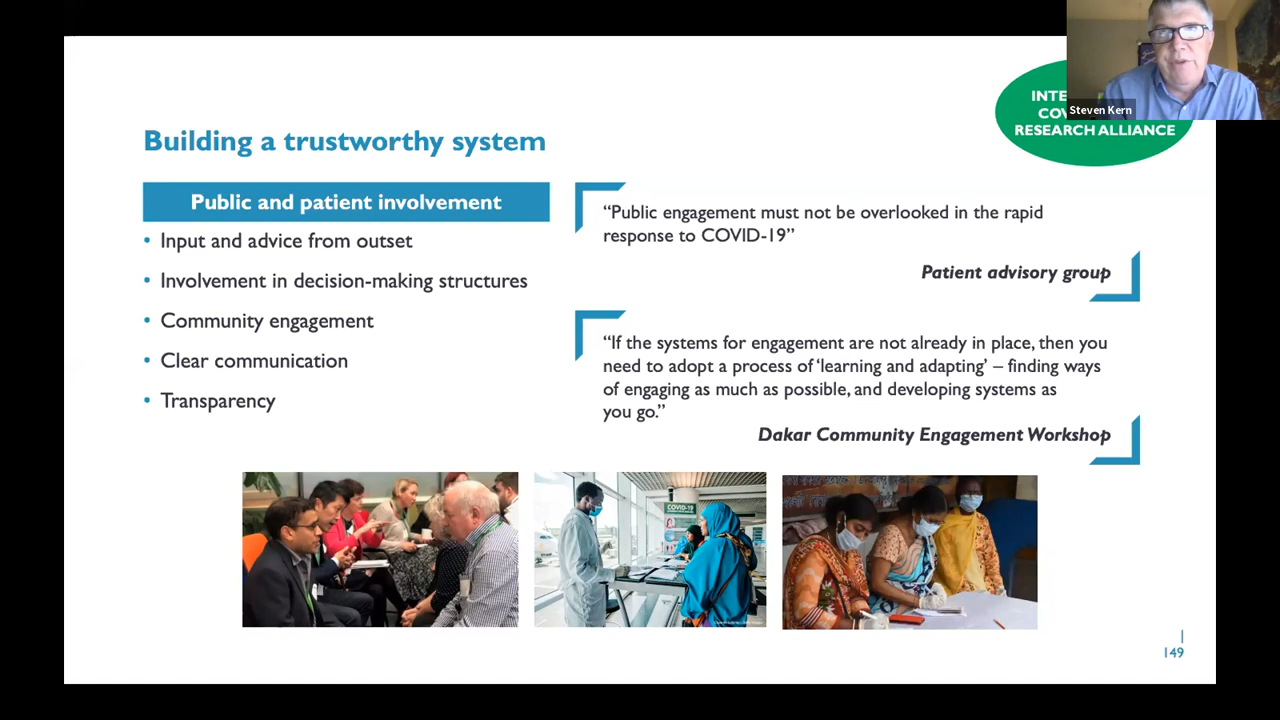 Steven Kern
INTE
CO
RESEARCH ALLIANCE
Building a trustworthy system
Public and patient involvement
• Input and advice from outset
• Involvement in decision-making structures
• Community engagement
• Clear communication
• Transparency
“Public engagement must not be overlooked in the rapid
response to COVID-19”
Patient advisory group
“If the systems for engagement are not already in place, then you
need to adopt a process of ‘learning and adapting’ – finding ways
of engaging as much as possible, and developing systems as
you go.”
Dakar Community Engagement Workshop
COVID-19
149